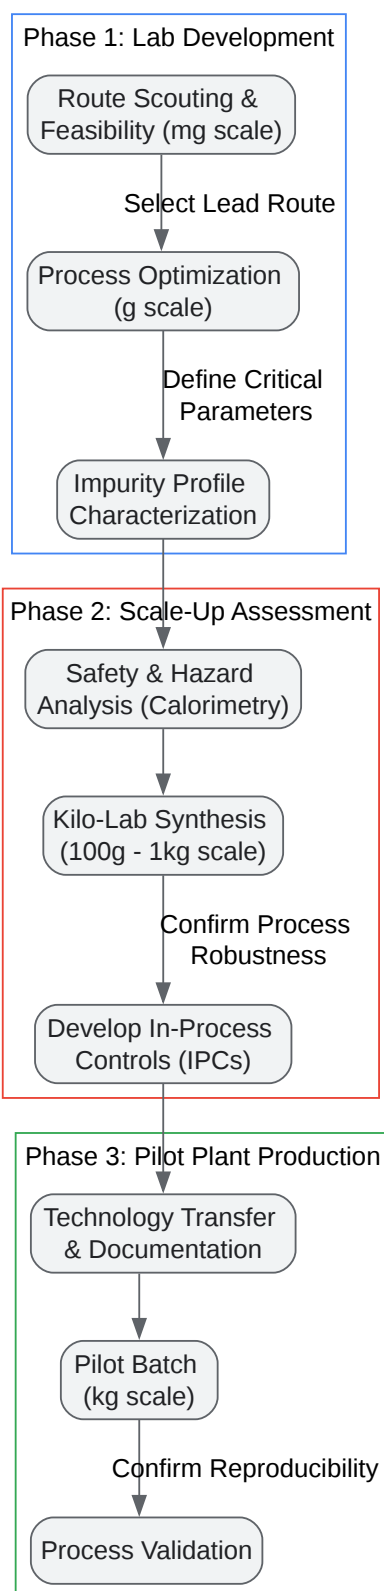 Phase 1: Lab Development
Route Scouting &
Feasibility (mg scale)
Select Lead Route
Process Optimization
(g scale)
Define Critical
Parameters
Impurity Profile
Characterization
Phase 2: Scale-Up Assessment
Safety & Hazard
Analysis (Calorimetry)
Kilo-Lab Synthesis
(100g - 1kg scale)
Confirm Process
Robustness
Develop In-Process
Controls (IPCs)
Phase 3: Pilot Plant Production
Technology Transfer
& Documentation
Pilot Batch
(kg scale)
Confirm Reproducibility
Process Validation